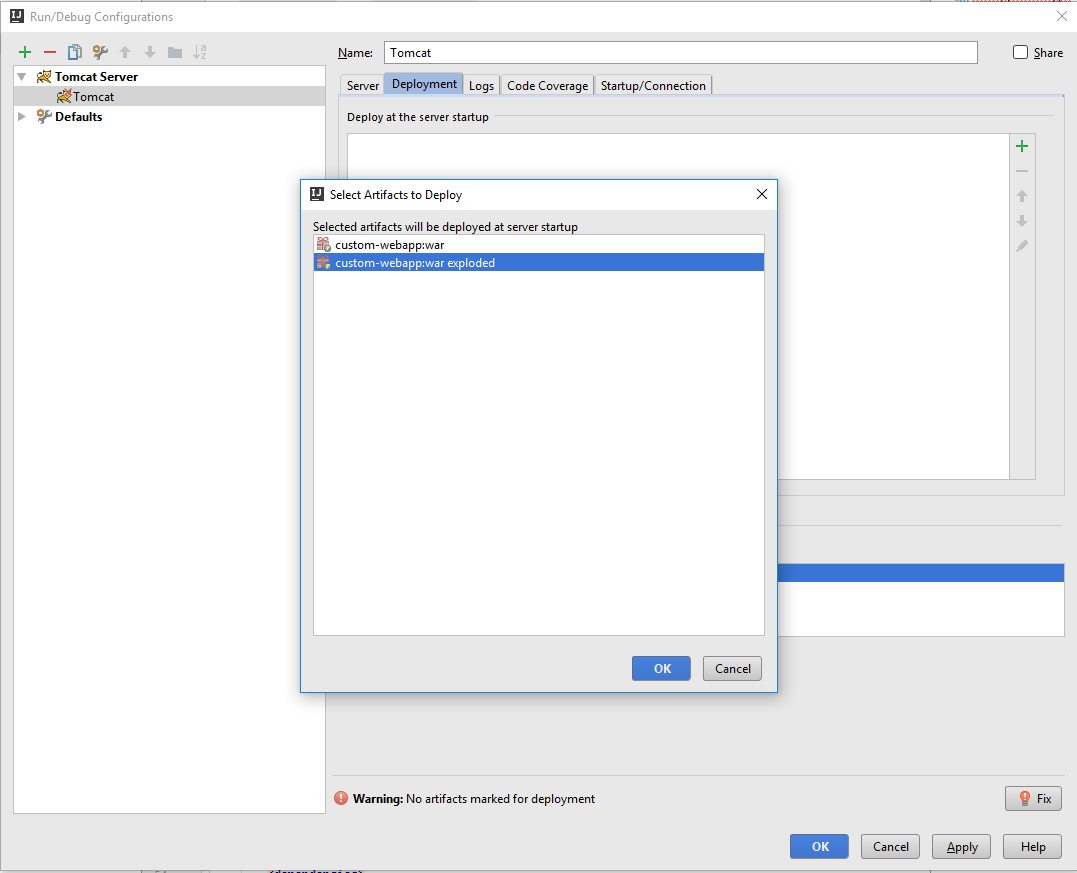 Run/Debug Configurations
Name: Tomcat Share
Tomcat Server
Tomcat
Defaults
Server Deployment Logs Code Coverage Startup/Connection
Deploy at the server startup
Select Artifacts to Deploy
Selected artifacts will be deployed at server startup
custom-webapp:war
custom-webapp:war exploded
OK Cancel
Warning: No artifacts marked for deployment Fix
OK Cancel Apply Help